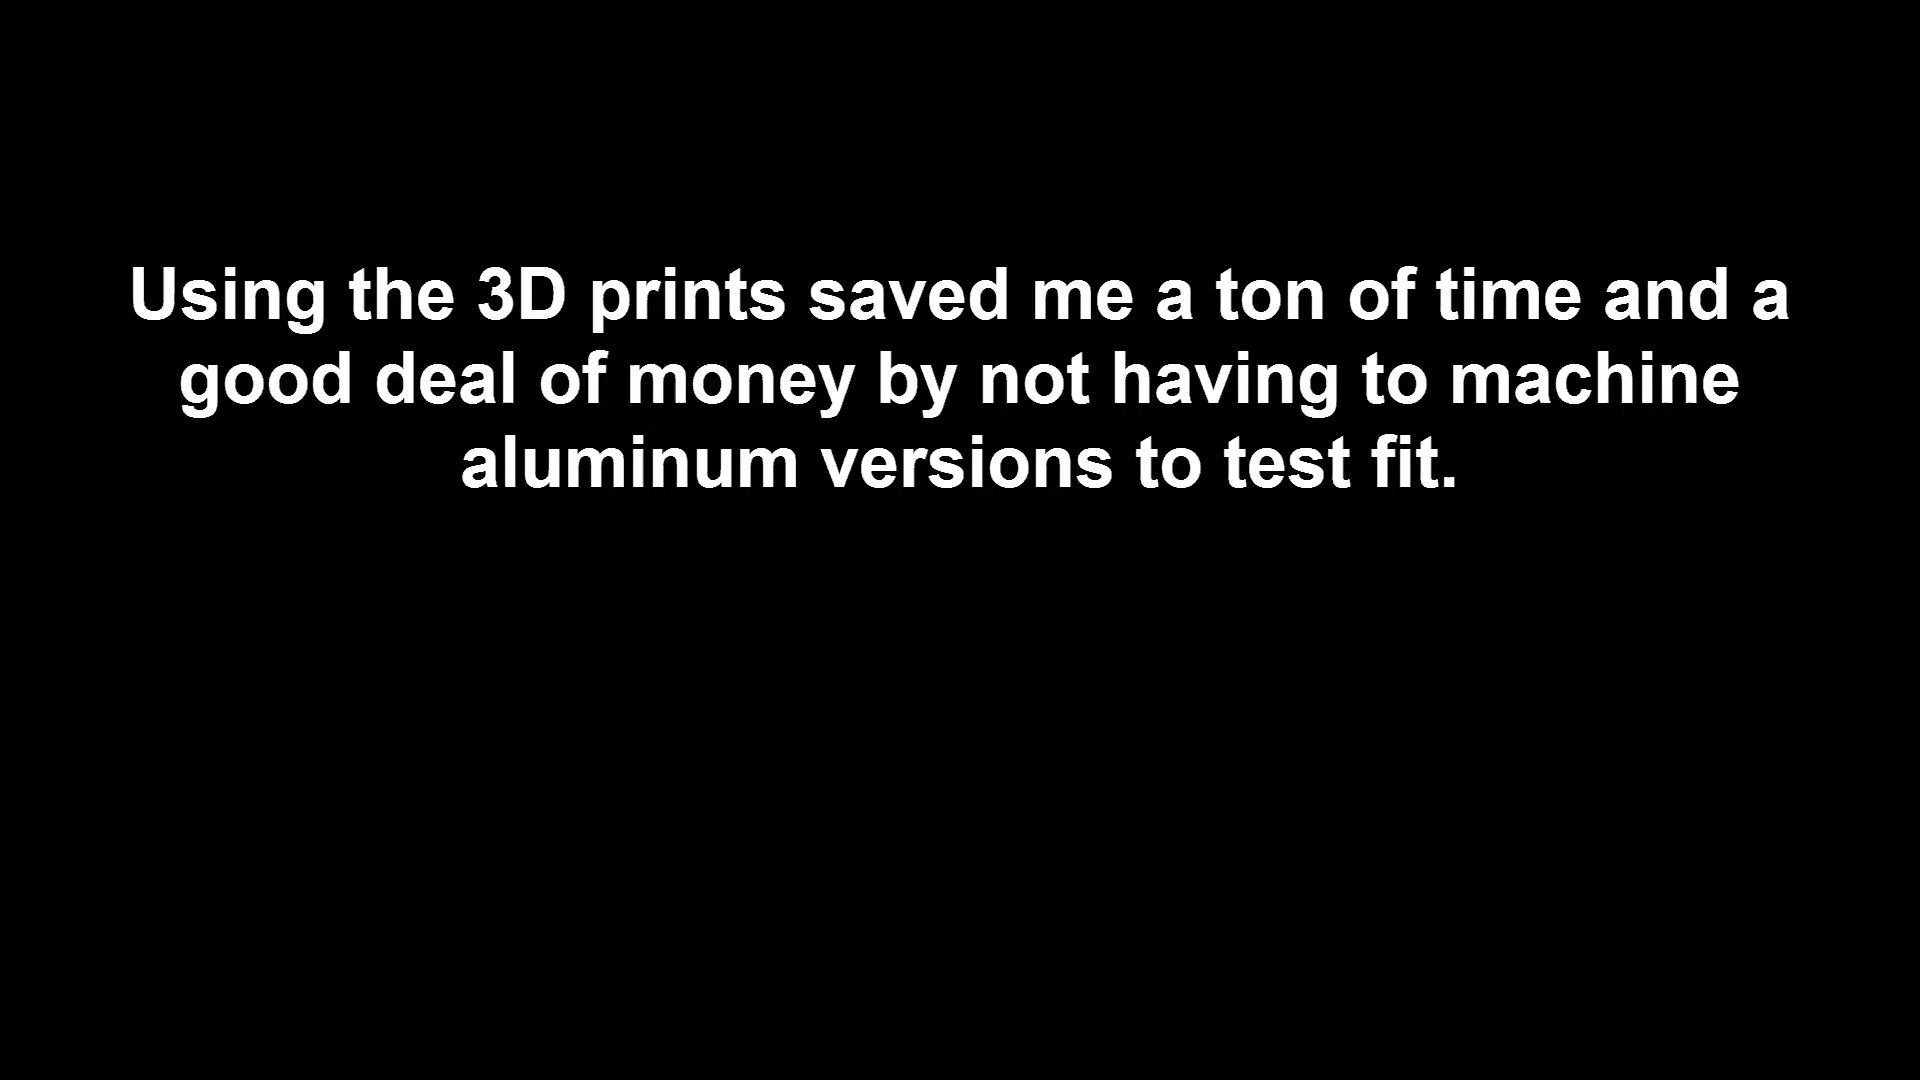 Using the 3D prints saved me a ton of time and a
good deal of money by not having to machine
aluminum versions to test fit.